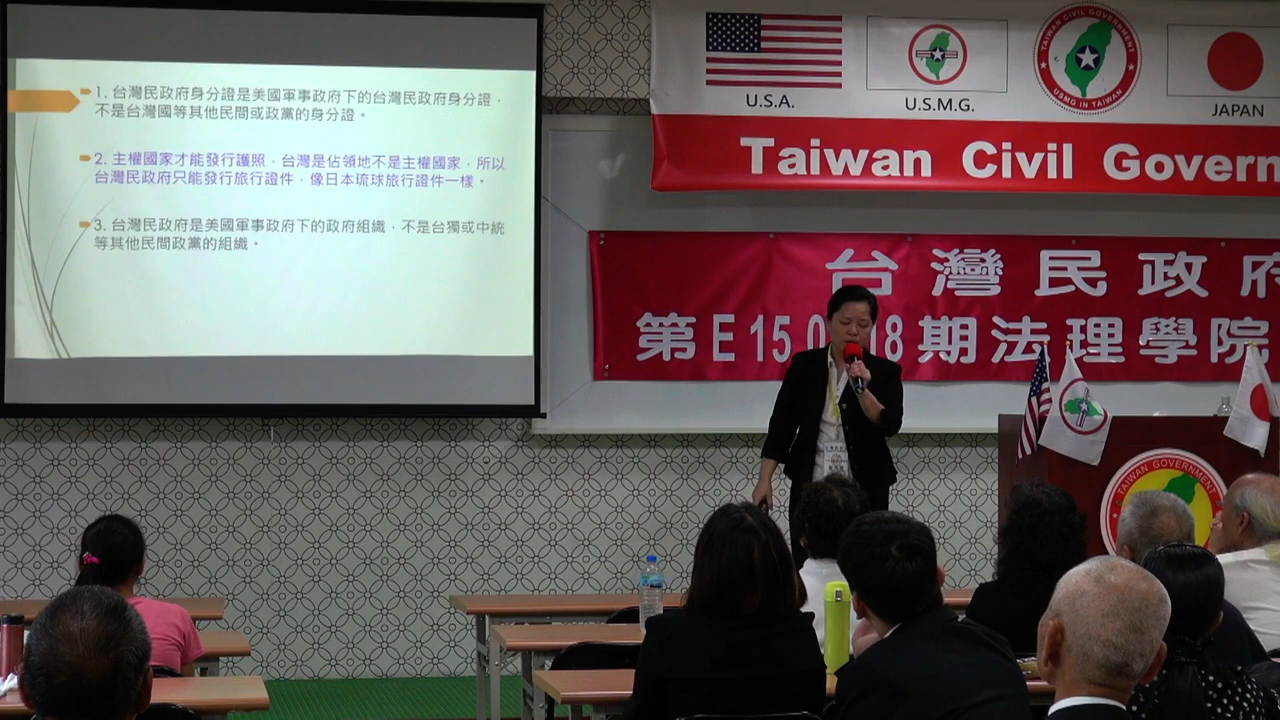 1. 台灣民政府身分證是美國軍事政府下的台灣民政府身分證，
不是台灣國等其他民間或政黨的身分證。
2. 主權國家才能發行護照，台灣是佔領地不是主權國家，所以
台灣民政府只能發行旅行證件，像日本琉球旅行證件一樣。
3. 台灣民政府是美國軍事政府下的政府組織，不是台獨或中統
等其他民間政黨的組織。
U.S.A.
U.S.M.G.
TAIWAN CIVIL GOVERNMENT
USMG IN TAIWAN
JAPAN
Taiwan Civil Govern
台灣民政府
第E15 0 8期法理學院
TAIWAN GOVERNMENT